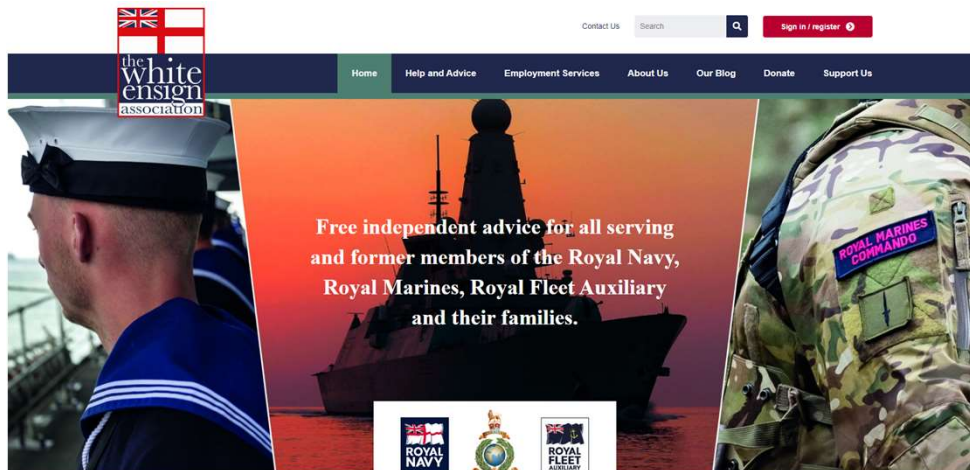 the
white
ensign
association
Contact Us
Search
Sign in / register
Home
Help and Advice
Employment Services
About Us
Our Blog
Donate
Support Us
Free independent advice for all serving
and former members of the Royal Navy,
Royal Marines, Royal Fleet Auxiliary
and their families.
ROYAL MARINES
COMMANDO
ROYAL
NAVY
ROYAL
FLEET
AUXILIARY